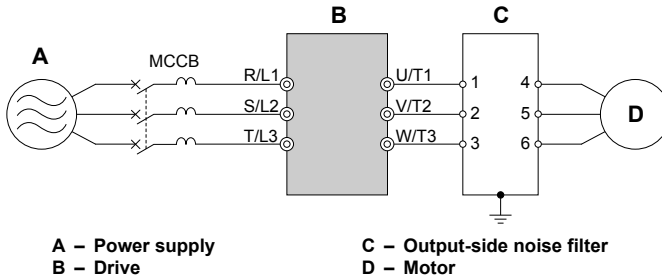 B
C
A
MCCB
R/L1
U/T1
1
4
S/L2
V/T2
2
5
D
T/L3
W/T3
3
6
A – Power supply
B – Drive
C – Output-side noise filter
D – Motor